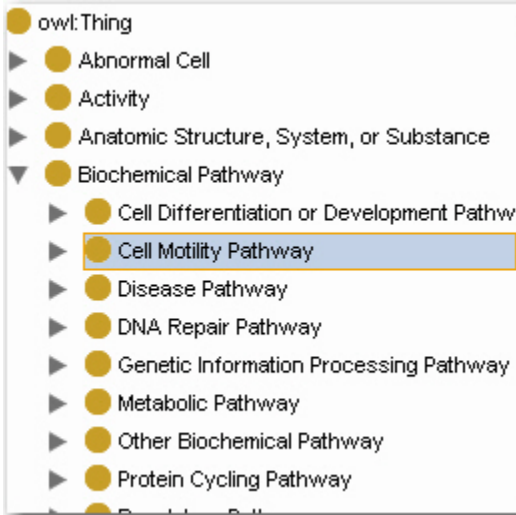 owl:Thing
Abnormal Cell
Activity
Anatomic Structure, System, or Substance
Biochemical Pathway
Cell Differentiation or Development Pathw
Cell Motility Pathway
Disease Pathway
DNA Repair Pathway
Genetic Information Processing Pathway
Metabolic Pathway
Other Biochemical Pathway
Protein Cycling Pathway